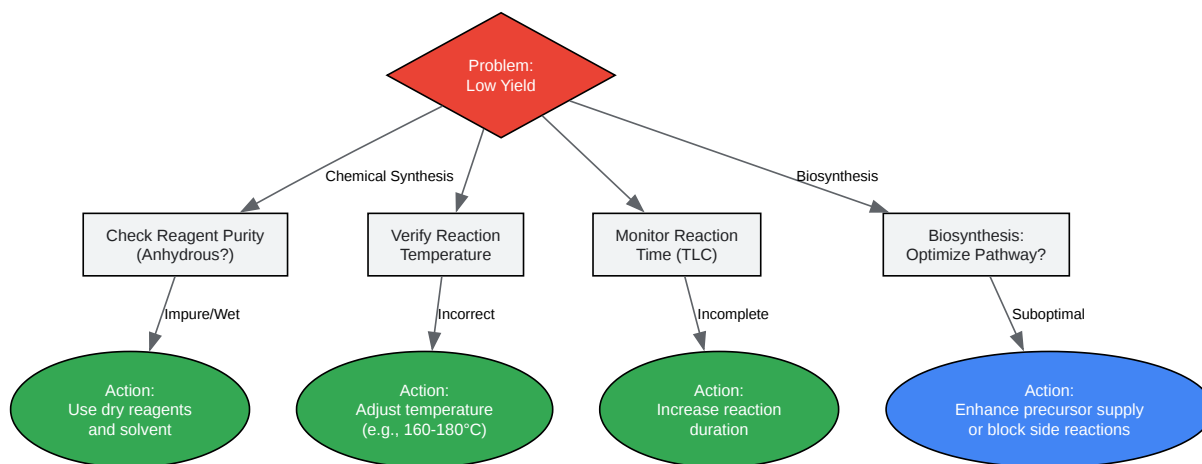 Problem:
Low Yield
Chemical Synthesis
Biosynthesis
Check Reagent Purity
(Anhydrous?)
Verify Reaction
Temperature
Monitor Reaction
Time (TLC)
Biosynthesis:
Optimize Pathway?
Impure/Wet
Incorrect
Incomplete
Suboptimal
Action:
Use dry reagents
and solvent
Action:
Adjust temperature
(e.g., 160-180°C)
Action:
Increase reaction
duration
Action:
Enhance precursor supply
or block side reactions